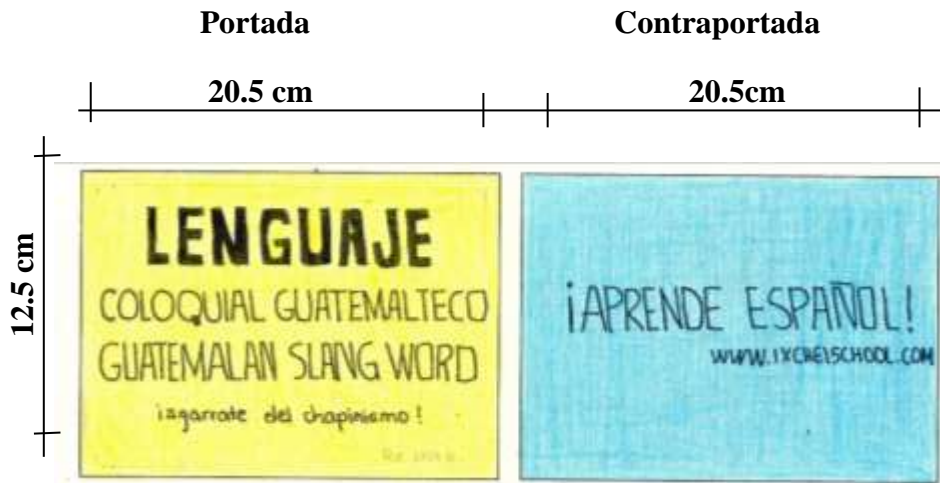 Portada
Contraportada
20.5 cm
20.5cm
12.5 cm
LENGUAJE
COLOQUIAL GUATEMALTECO
GUATEMALAN SLANG WORD
¡agarrate del chapinismo!
¡APRENDE ESPAÑOL!
WWW.IXCHELSCHOOL.COM